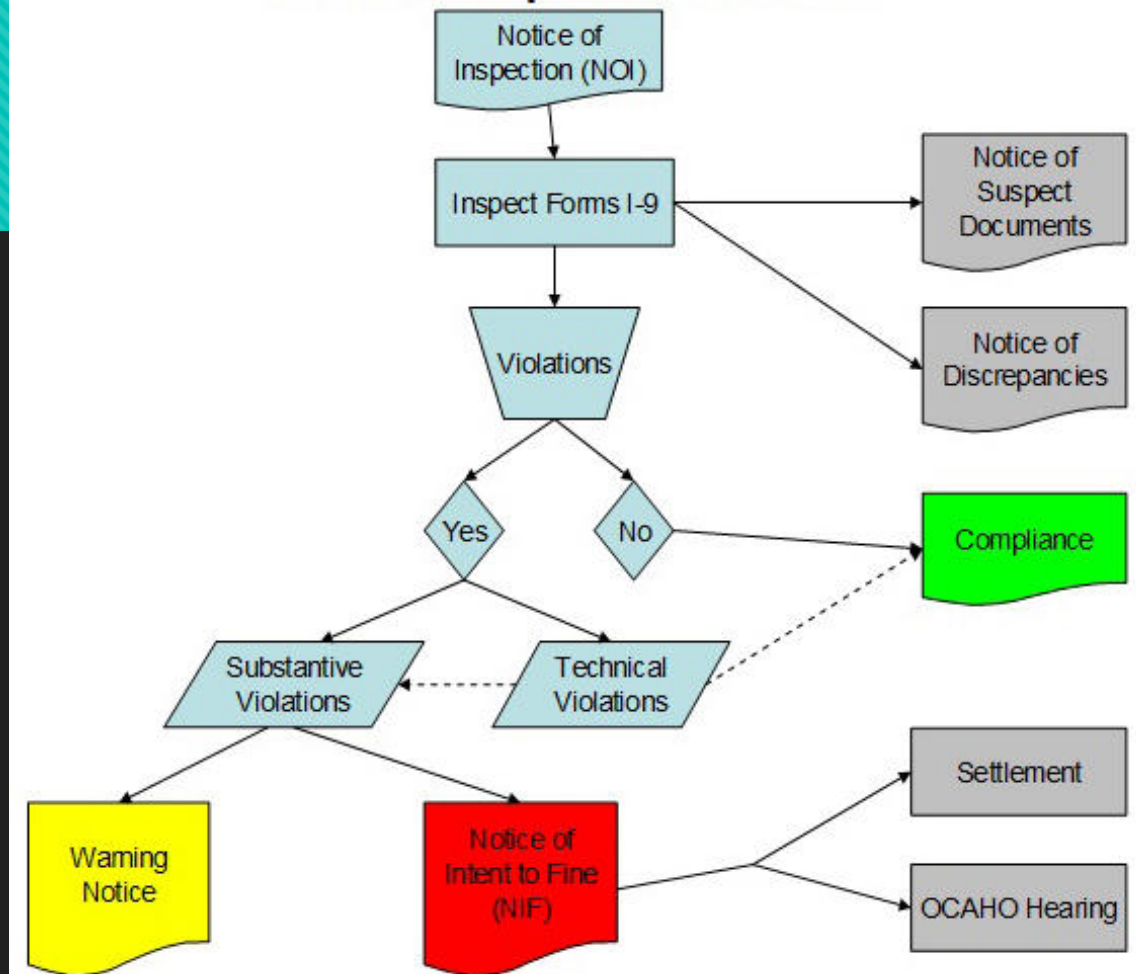 Notice of
Inspection (NOI)
Inspect Forms I-9
Notice of
Suspect
Documents
Notice of
Discrepancies
Violations
Yes
No
Compliance
Substantive
Violations
Technical
Violations
Warning
Notice
Notice of
Intent to Fine
(NIF)
Settlement
OCAHO Hearing